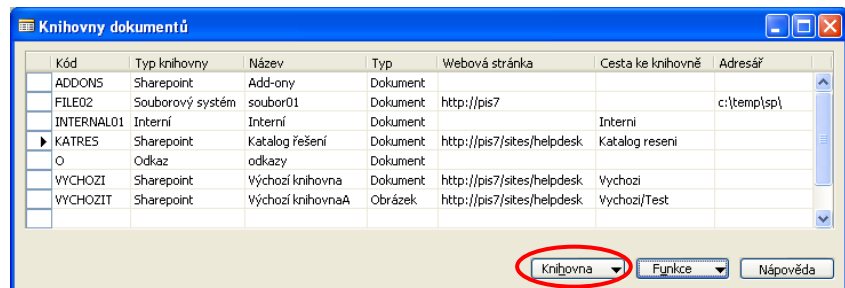 Knihovny dokumentů
Kód Typ knihovny Název Typ Webová stránka Cesta ke knihovně Adresář
ADDONS Sharepoint Add-ony Dokument
FILE02 Souborový systém soubor01 Dokument http://pis7 c:\temp\sp\
INTERNAL01 Interní Interní Dokument Interni
KATRES Sharepoint Katalog řešení Dokument http://pis7/sites/helpdesk Katalog reseni
O Odkaz odkazy Dokument
VYCHOZI Sharepoint Výchozí knihovna Dokument http://pis7/sites/helpdesk Vychozi
VYCHOZIT Sharepoint Výchozí knihovnaA Obrázek http://pis7/sites/helpdesk Vychozi/Test
Knihovna Funkce Nápověda